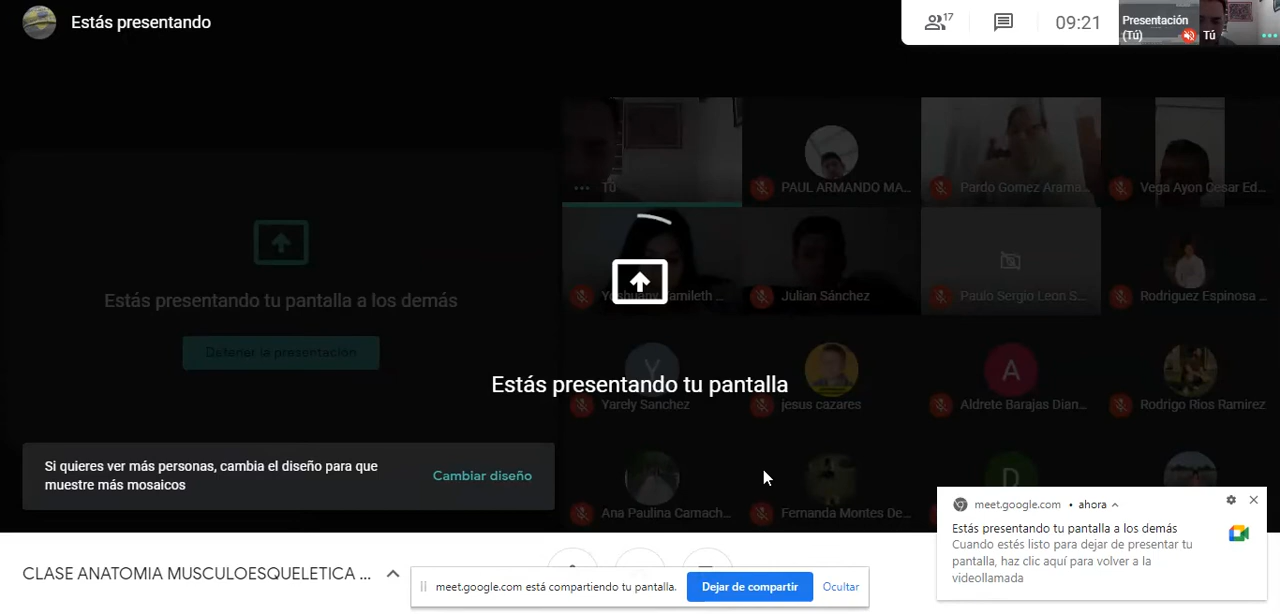 Estás presentando
17
09:21
Presentación
(Tú)
Tú
Tú
PAUL ARMANDO MA...
Pardo Gomez Arama...
Vega Ayon Cesar Ed...
Estás presentando tu pantalla a los demás
Detener la presentación
Julian Sánchez
Paulo Sergio Leon S...
Rodriguez Espinosa ...
Estás presentando tu pantalla
Y
Yarely Sanchez
jesus cazares
A
Aldrete Barajas Dian...
Rodrigo Rios Ramirez
Si quieres ver más personas, cambia el diseño para que
muestre más mosaicos
Cambiar diseño
Ana Paulina Camach...
Fernanda Montes De...
D
meet.google.com • ahora
Estás presentando tu pantalla a los demás
Cuando estés listo para dejar de presentar tu
pantalla, haz clic aquí para volver a la
videollamada
CLASE ANATOMIA MUSCULOESQUELETICA ...
meet.google.com está compartiendo tu pantalla.
Dejar de compartir
Ocultar